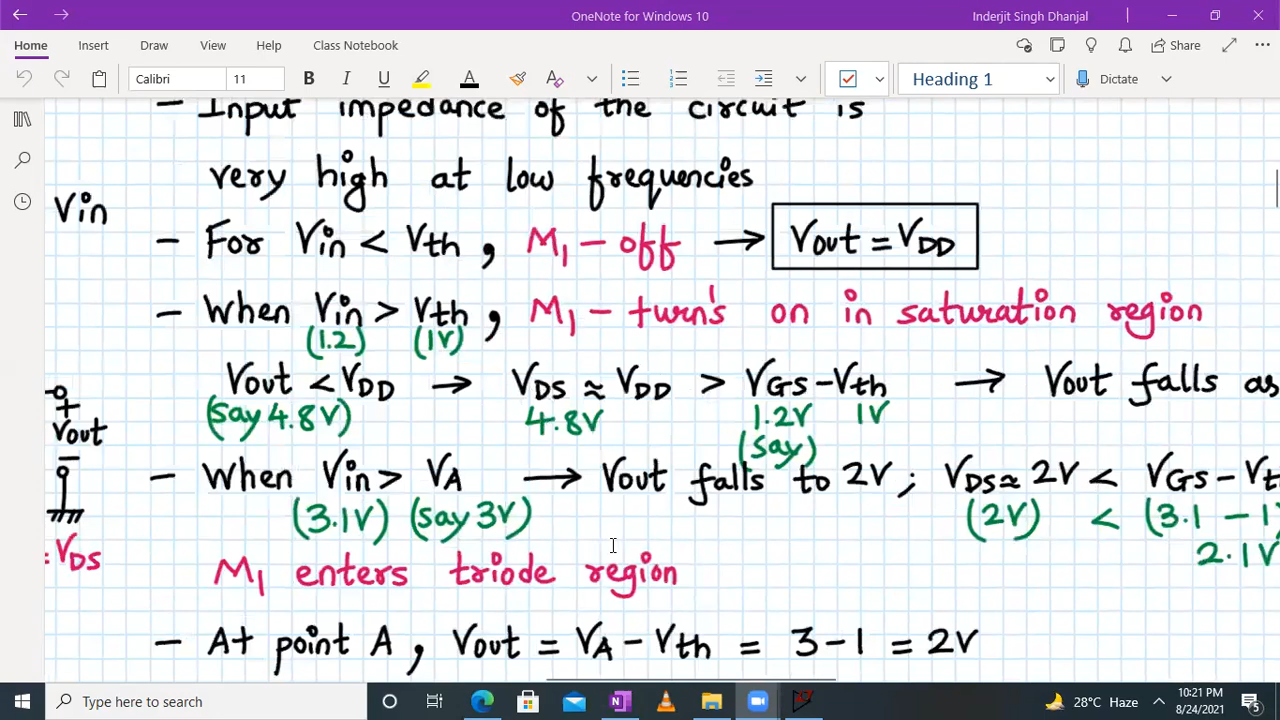 OneNote for Windows 10
Inderjit Singh Dhanjal
Home Insert Draw View Help Class Notebook
Share
Calibri 11 B I U A Heading 1 Dictate
- Input impedance of the circuit is
very high at low frequencies
Vin
- For Vin < Vth, M1 - off → Vout = VDD
- When Vin > Vth, M1 - turn's on in saturation region
(1.2) (1V)
Vout < VDD → VDS ≈ VDD > VGS - Vth → Vout falls as
(say 4.8V) 4.8V 1.2V 1V
(say)
+
Vout
-
- When Vin > VA → Vout falls to 2V; VDS ≈ 2V < VGS - Vt
(3.1V) (say 3V) (2V) < (3.1 - 1
2.1V
= VDS
M1 enters triode region
- At point A, Vout = VA - Vth = 3 - 1 = 2V
Type here to search
28°C Haze
10:21 PM
8/24/2021
5